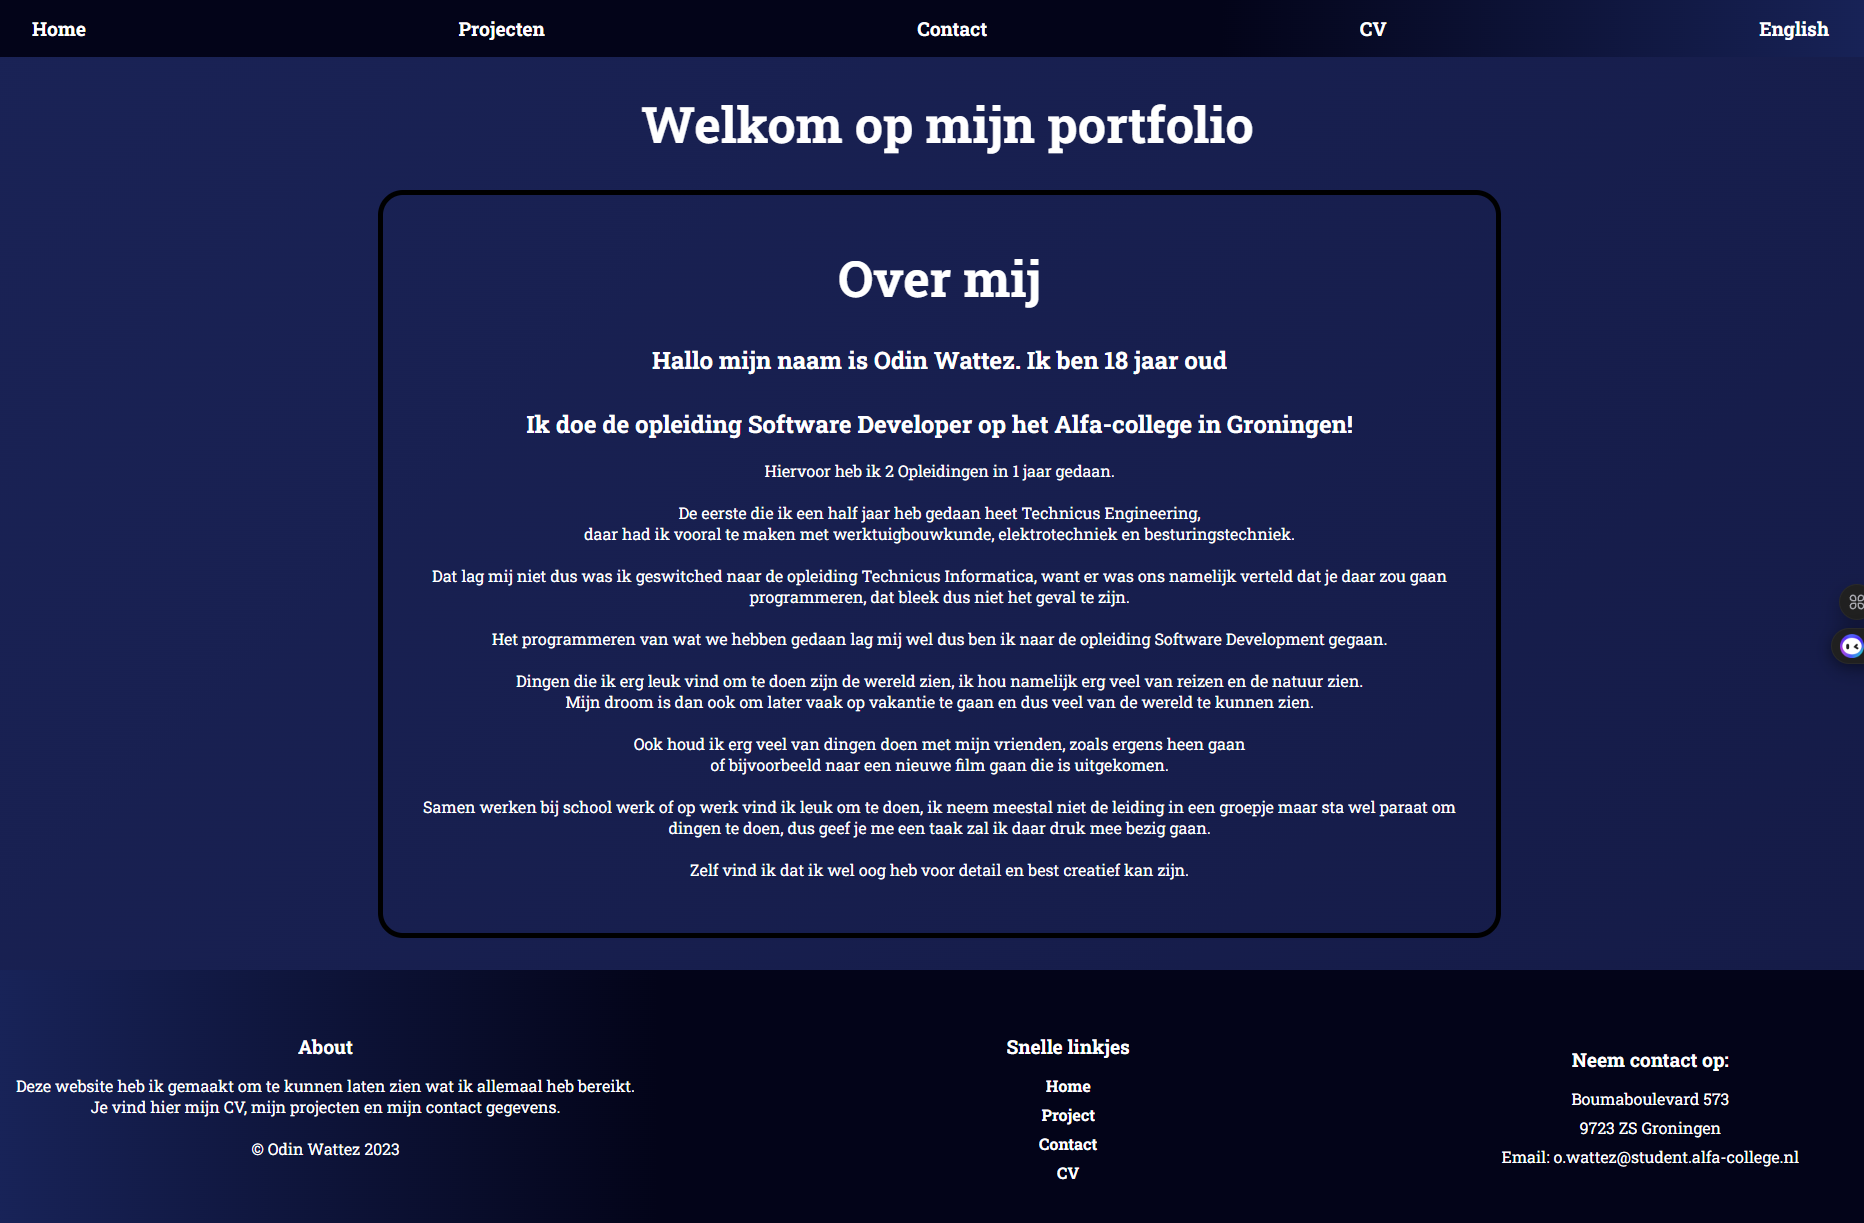 Home
Projecten
Contact
CV
English
Welkom op mijn portfolio
Over mij
Hallo mijn naam is Odin Wattez. Ik ben 18 jaar oud
Ik doe de opleiding Software Developer op het Alfa-college in Groningen!
Hiervoor heb ik 2 Opleidingen in 1 jaar gedaan.
De eerste die ik een half jaar heb gedaan heet Technicus Engineering,
daar had ik vooral te maken met werktuigbouwkunde, elektrotechniek en besturingstechniek.
Dat lag mij niet dus was ik geswitched naar de opleiding Technicus Informatica, want er was ons namelijk verteld dat je daar zou gaan
programmeren, dat bleek dus niet het geval te zijn.
Het programmeren van wat we hebben gedaan lag mij wel dus ben ik naar de opleiding Software Development gegaan.
Dingen die ik erg leuk vind om te doen zijn de wereld zien, ik hou namelijk erg veel van reizen en de natuur zien.
Mijn droom is dan ook om later vaak op vakantie te gaan en dus veel van de wereld te kunnen zien.
Ook houd ik erg veel van dingen doen met mijn vrienden, zoals ergens heen gaan
of bijvoorbeeld naar een nieuwe film gaan die is uitgekomen.
Samen werken bij school werk of op werk vind ik leuk om te doen, ik neem meestal niet de leiding in een groepje maar sta wel paraat om
dingen te doen, dus geef je me een taak zal ik daar druk mee bezig gaan.
Zelf vind ik dat ik wel oog heb voor detail en best creatief kan zijn.
About
Deze website heb ik gemaakt om te kunnen laten zien wat ik allemaal heb bereikt.
Je vind hier mijn CV, mijn projecten en mijn contact gegevens.
© Odin Wattez 2023
Snelle linkjes
Home
Project
Contact
CV
Neem contact op:
Boumaboulevard 573
9723 ZS Groningen
Email: o.wattez@student.alfa-college.nl